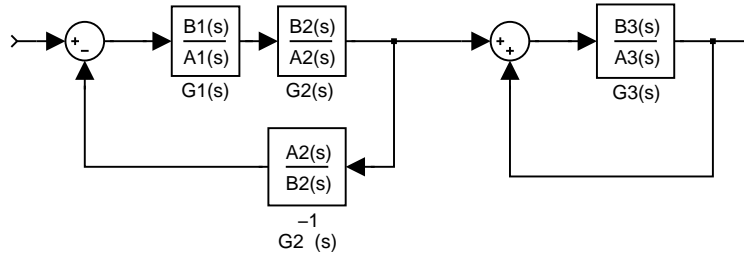 B1(s)
A1(s)
G1(s)
B2(s)
A2(s)
G2(s)
B3(s)
A3(s)
G3(s)
+
−
+
+
A2(s)
B2(s)
−1
G2 (s)